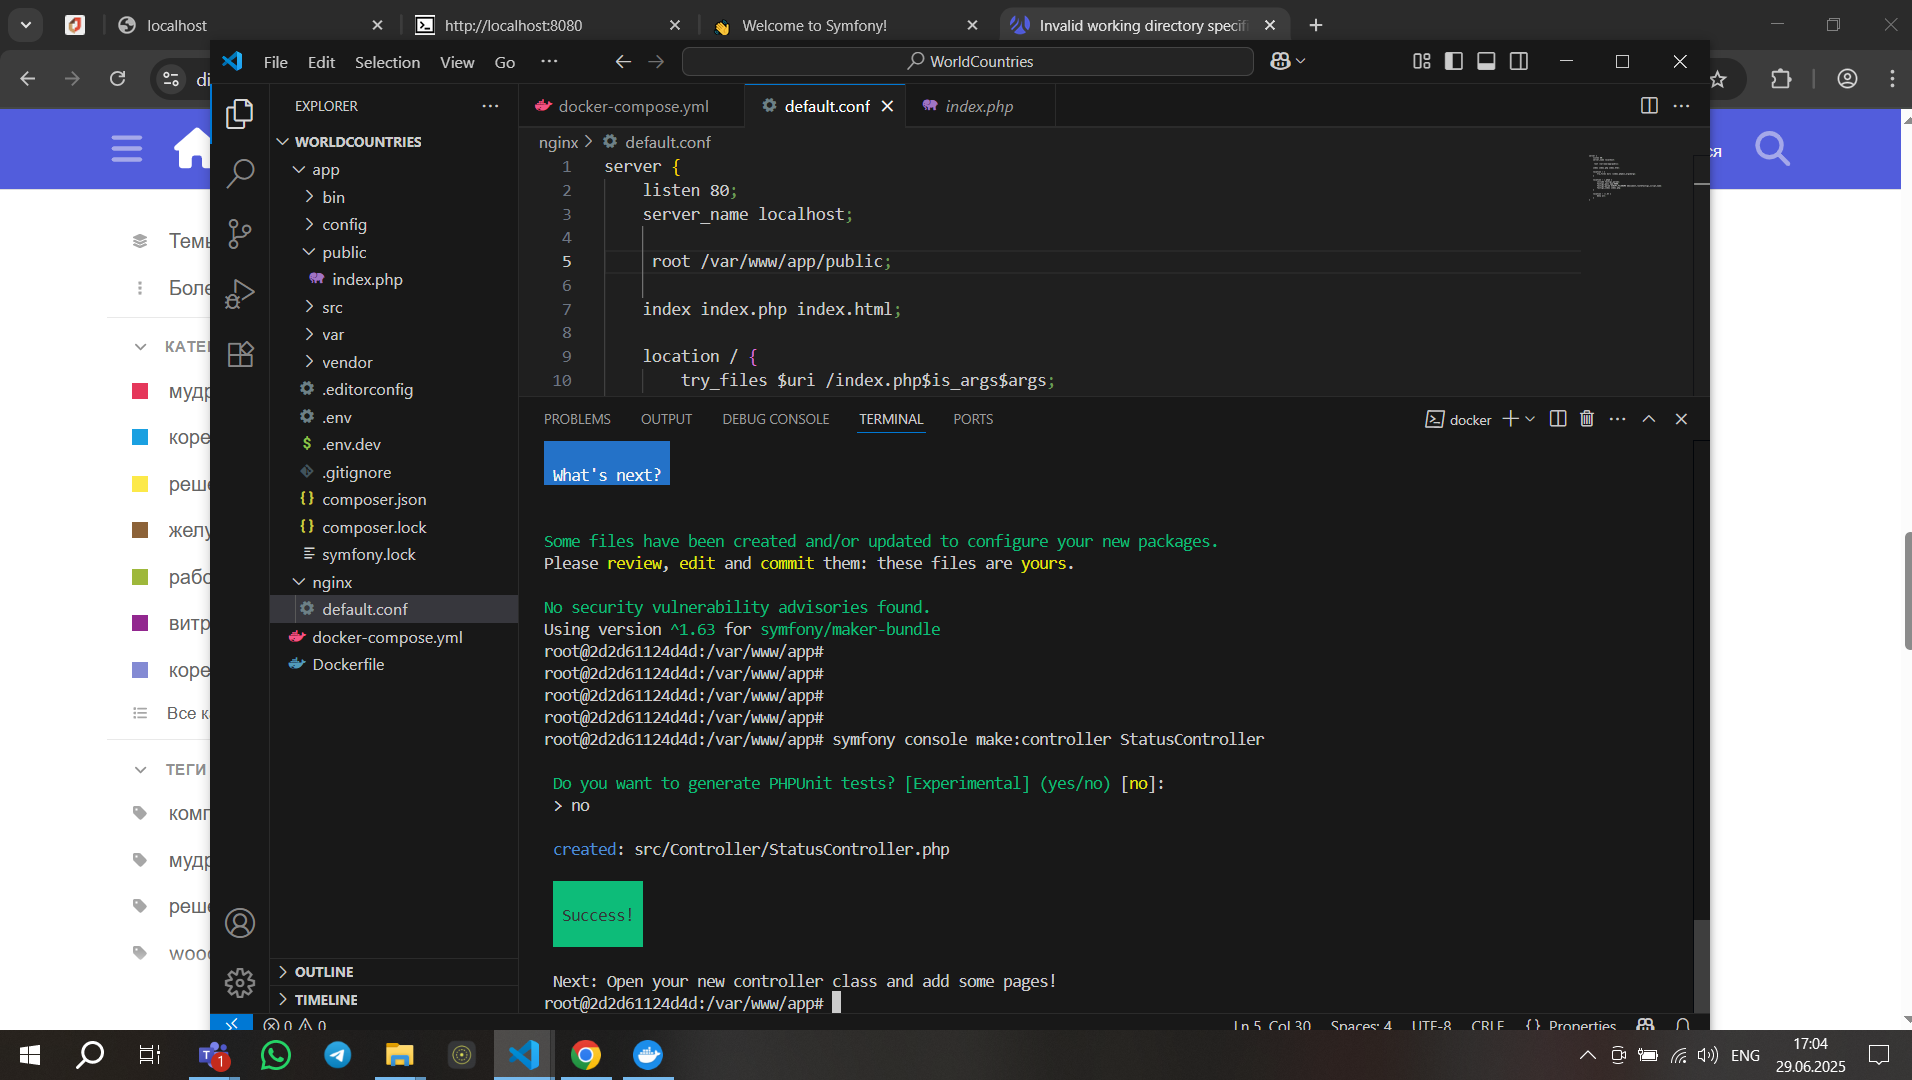 localhost
http://localhost:8080
Welcome to Symfony!
Invalid working directory specif
File Edit Selection View Go
WorldCountries
EXPLORER
docker-compose.yml
default.conf
index.php
WORLDCOUNTRIES
app
bin
config
public
index.php
src
var
vendor
.editorconfig
.env
.env.dev
.gitignore
composer.json
composer.lock
symfony.lock
nginx
default.conf
docker-compose.yml
Dockerfile
OUTLINE
TIMELINE
nginx > default.conf
1 server {
2 listen 80;
3 server_name localhost;
4
5 root /var/www/app/public;
6
7 index index.php index.html;
8
9 location / {
10 try_files $uri /index.php$is_args$args;
PROBLEMS OUTPUT DEBUG CONSOLE TERMINAL PORTS
docker
What's next?
Some files have been created and/or updated to configure your new packages.
Please review, edit and commit them: these files are yours.
No security vulnerability advisories found.
Using version ^1.63 for symfony/maker-bundle
root@2d2d61124d4d:/var/www/app#
root@2d2d61124d4d:/var/www/app#
root@2d2d61124d4d:/var/www/app#
root@2d2d61124d4d:/var/www/app#
root@2d2d61124d4d:/var/www/app# symfony console make:controller StatusController
Do you want to generate PHPUnit tests? [Experimental] (yes/no) [no]:
> no
created: src/Controller/StatusController.php
Success!
Next: Open your new controller class and add some pages!
root@2d2d61124d4d:/var/www/app#
0 0
Ln 5, Col 30 Spaces: 4 UTF-8 CRLF {} Properties
di
ся
Темы
Боле
КАТЕГ
мудр
коре
реше
желу
рабо
витр
коре
Все ка
ТЕГИ
комп
мудр
реше
wood
1
ENG
17:04
29.06.2025